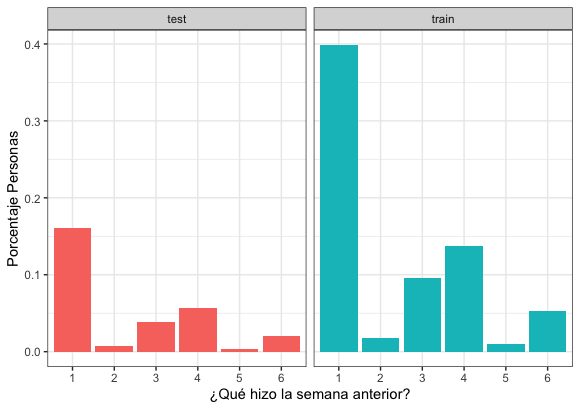 test train
0.4
0.3
0.2
0.1
0.0
1 2 3 4 5 6 1 2 3 4 5 6
Porcentaje Personas
¿Qué hizo la semana anterior?